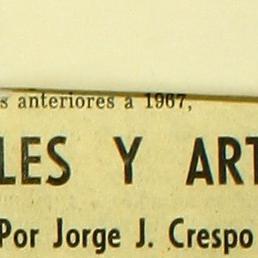 s anteriores a 1967,
LES Y ART
Por Jorge J. Crespo